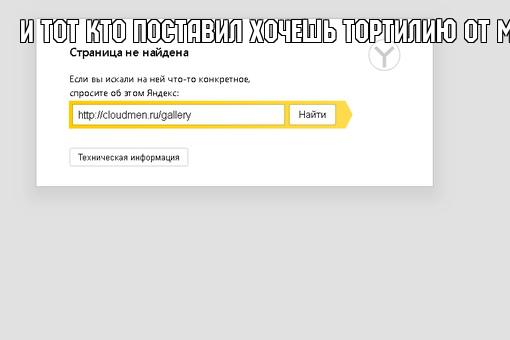 И ТОТ КТО ПОСТАВИЛ ХОЧЕШЬ ТОРТИЛИЮ ОТ
Страница не найдена
Если вы искали на ней что-то конкретное,
спросите об этом Яндекс:
http://cloudmen.ru/gallery Найти
Техническая информация